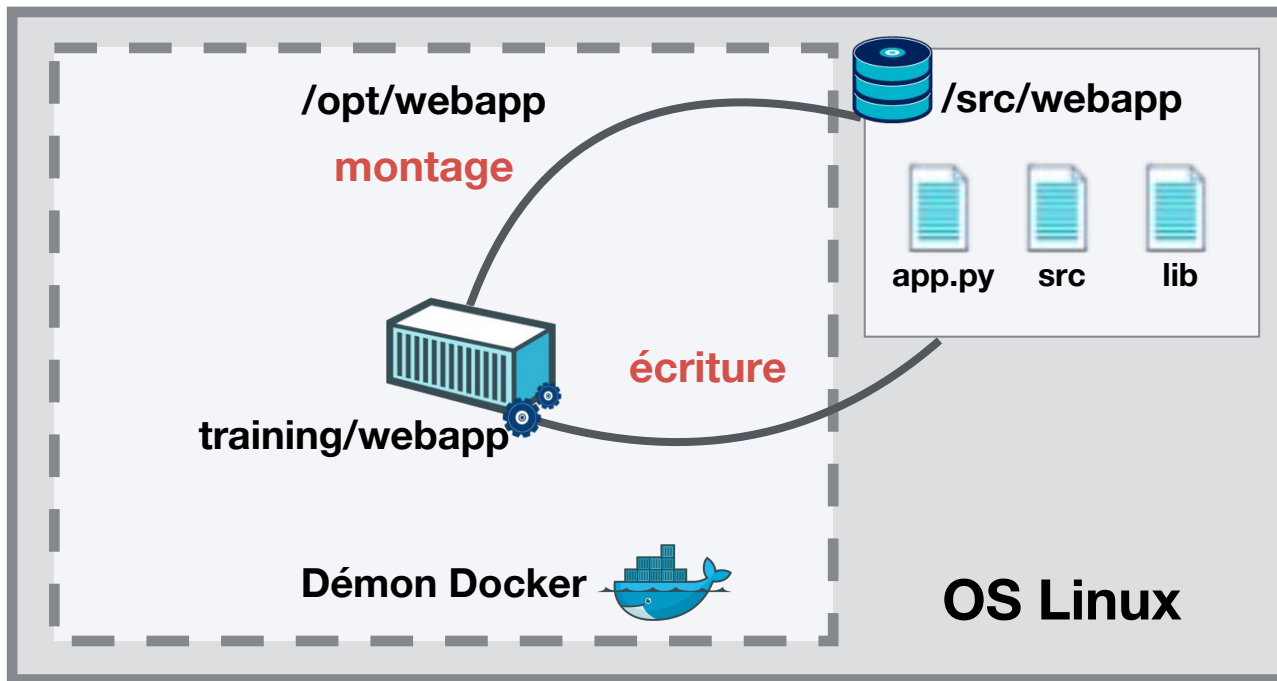 /opt/webapp
montage
/src/webapp
app.py
src
lib
écriture
training/webapp
Démon Docker
OS Linux